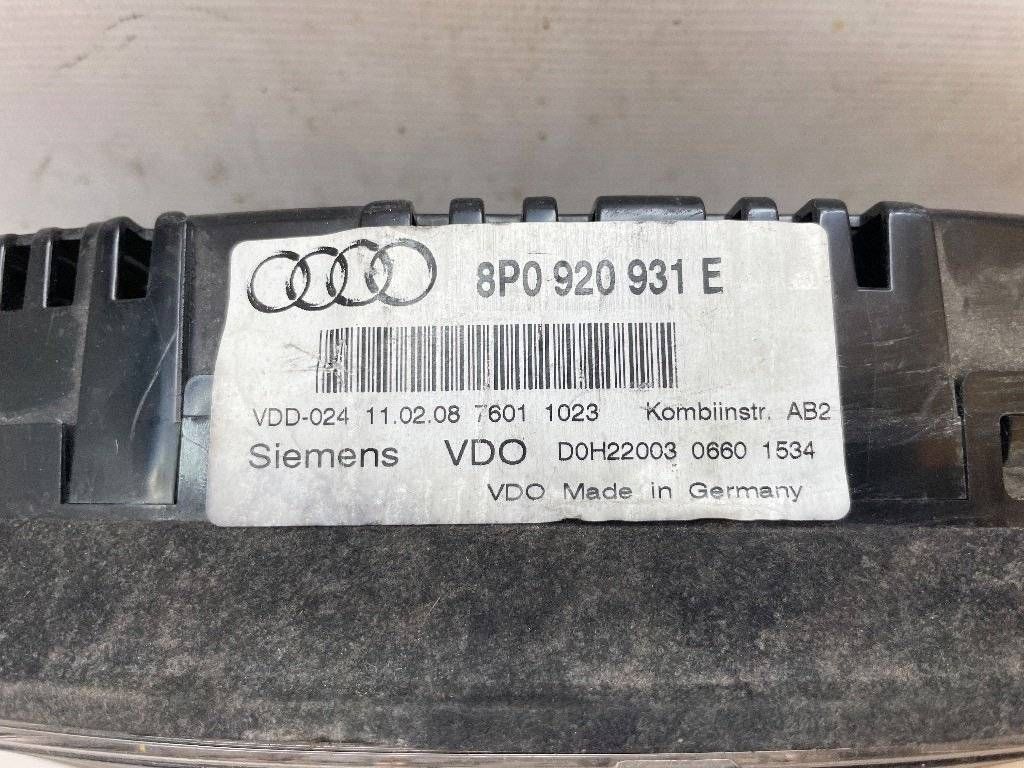 8P0 920 931 E
VDD-024 11.02.08 7601 1023 Kombiinstr. AB2
Siemens VDO D0H22003 0660 1534
VDO Made in Germany